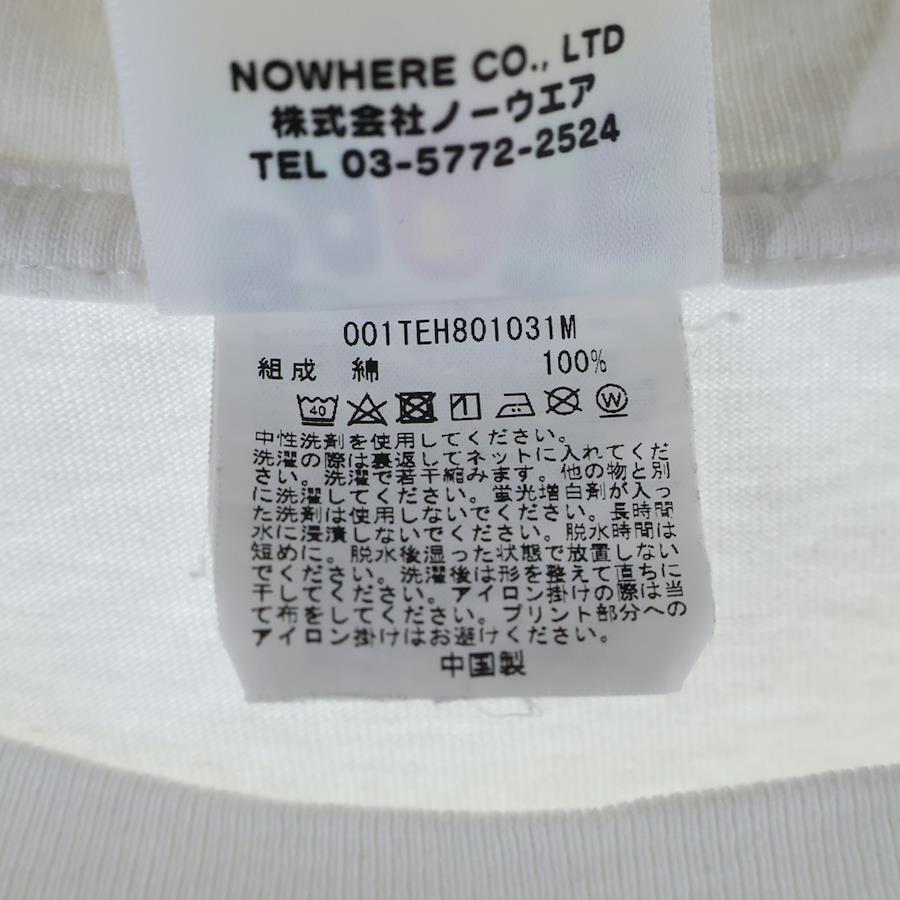 NOWHERE CO., LTD
株式会社ノーウエア
TEL 03-5772-2524
001TEH801031M
組成 綿 100%
40 W
中性洗剤を使用してください。
洗濯の際は裏返してネットに入れてくだ
さい。洗濯で若干縮みます。他の物と別
に洗濯してください。蛍光増白剤が入っ
た洗剤は使用しないでください。長時間
水に浸漬しないでください。脱水時間は
短めに。脱水後湿った状態で放置しない
でください。洗濯後は形を整えて直ちに
干してください。アイロン掛けの際は当
て布をしてください。プリント部分への
アイロン掛けはお避けください。
中国製